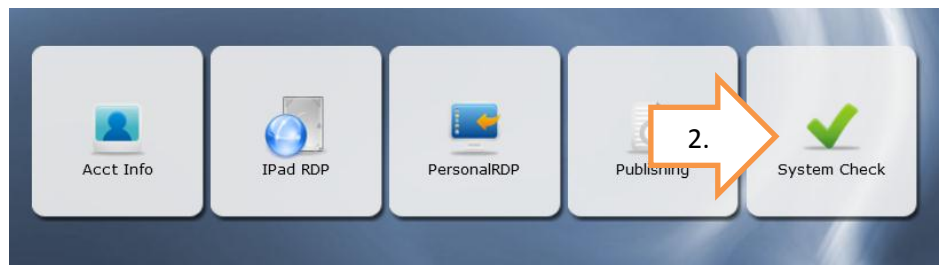 Acct Info
IPad RDP
PersonalRDP
Publishing
System Check
2.